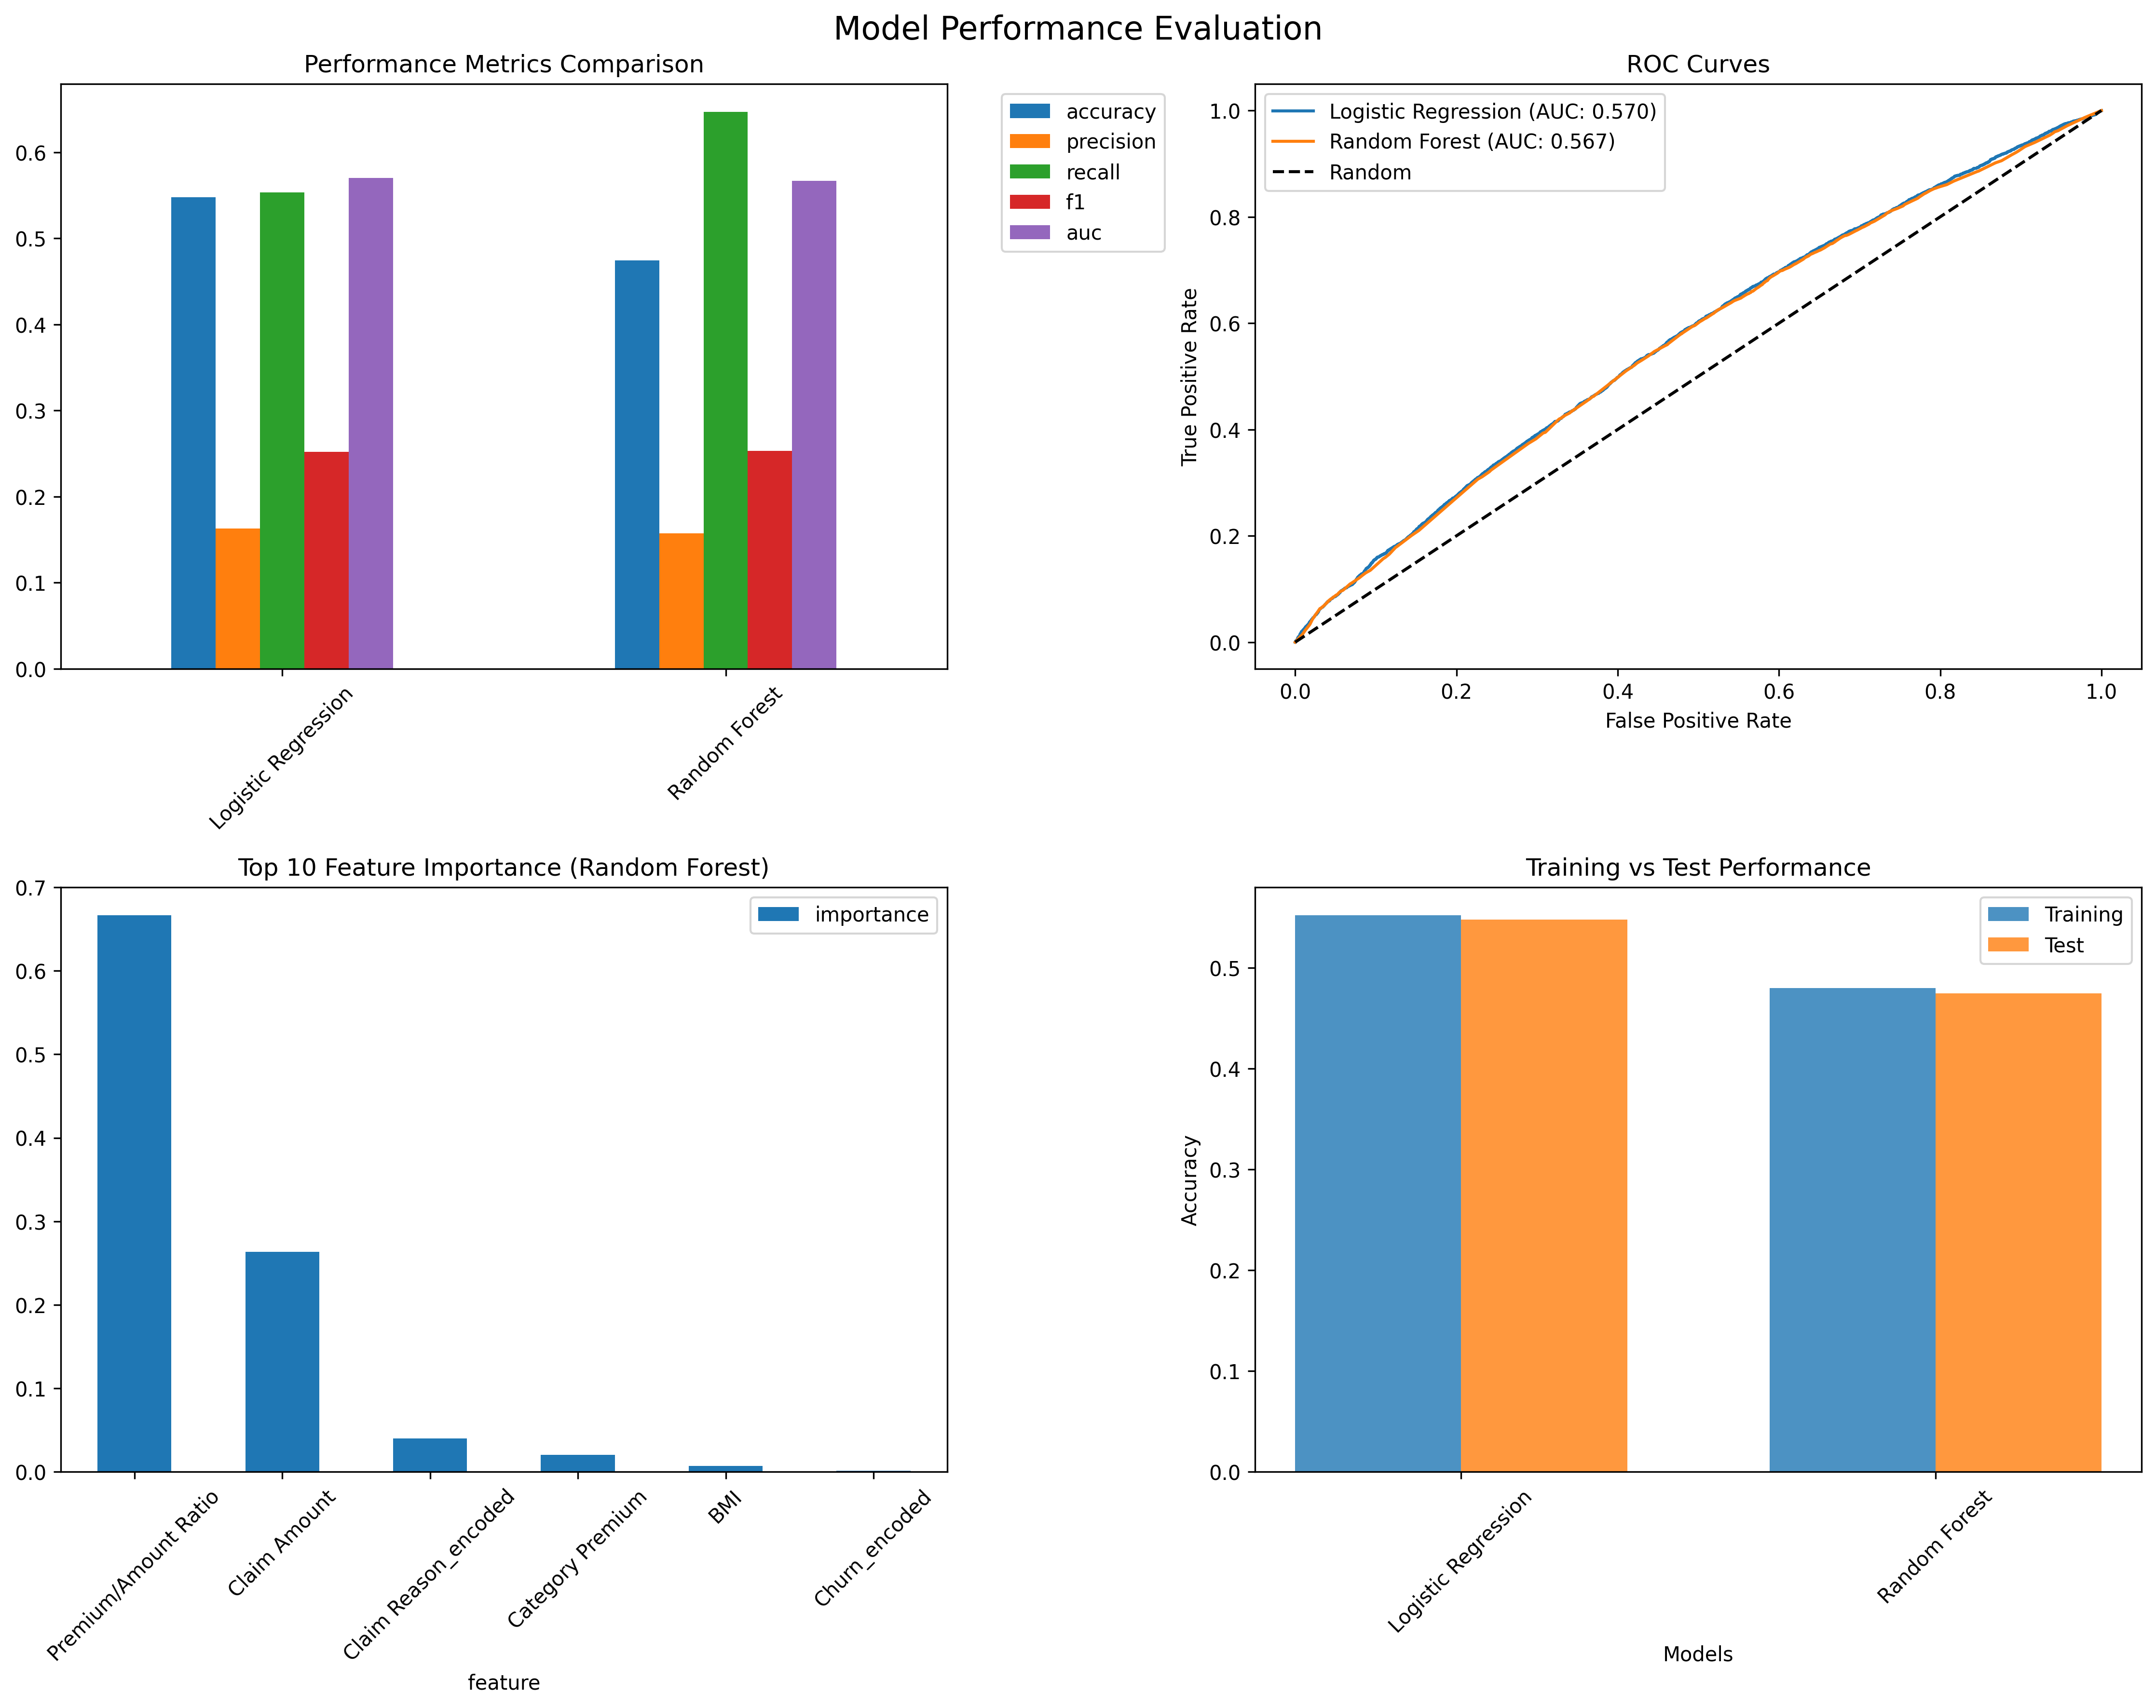 Model Performance Evaluation
Performance Metrics Comparison
0.6
0.5
0.4
0.3
0.2
0.1
0.0
Logistic Regression
Random Forest
accuracy
precision
recall
f1
auc
ROC Curves
Logistic Regression (AUC: 0.570)
Random Forest (AUC: 0.567)
Random
True Positive Rate
1.0
0.8
0.6
0.4
0.2
0.0
0.0 0.2 0.4 0.6 0.8 1.0
False Positive Rate
Top 10 Feature Importance (Random Forest)
importance
0.7
0.6
0.5
0.4
0.3
0.2
0.1
0.0
Premium/Amount Ratio
Claim Amount
Claim Reason_encoded
Category Premium
BMI
Churn_encoded
feature
Training vs Test Performance
Training
Test
Accuracy
0.5
0.4
0.3
0.2
0.1
0.0
Logistic Regression
Random Forest
Models